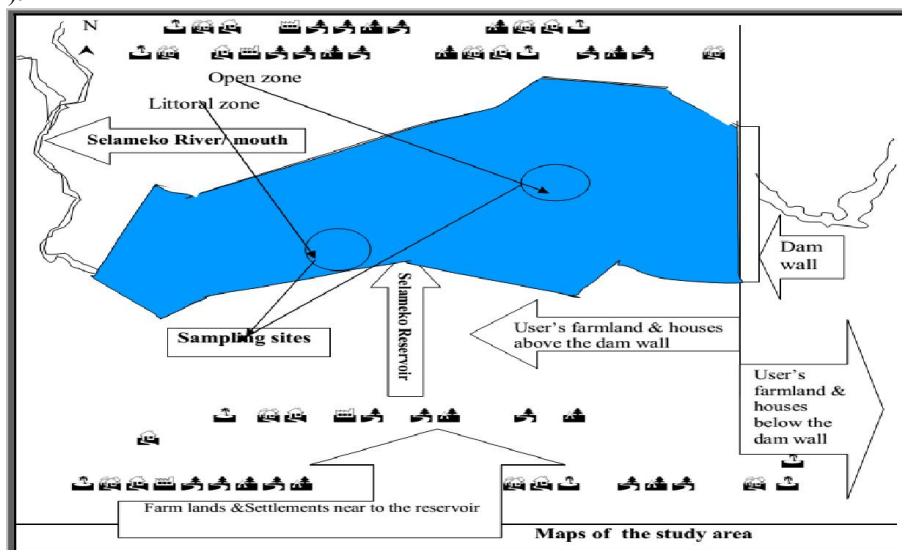 ).
N
Open zone
Littoral zone
Selameko River/ mouth
Dam
wall
Selameko Reservoir
Sampling sites
User's farmland & houses
above the dam wall
User's
farmland &
houses
below the
dam wall
Farm lands &Settlements near to the reservoir
Maps of the study area